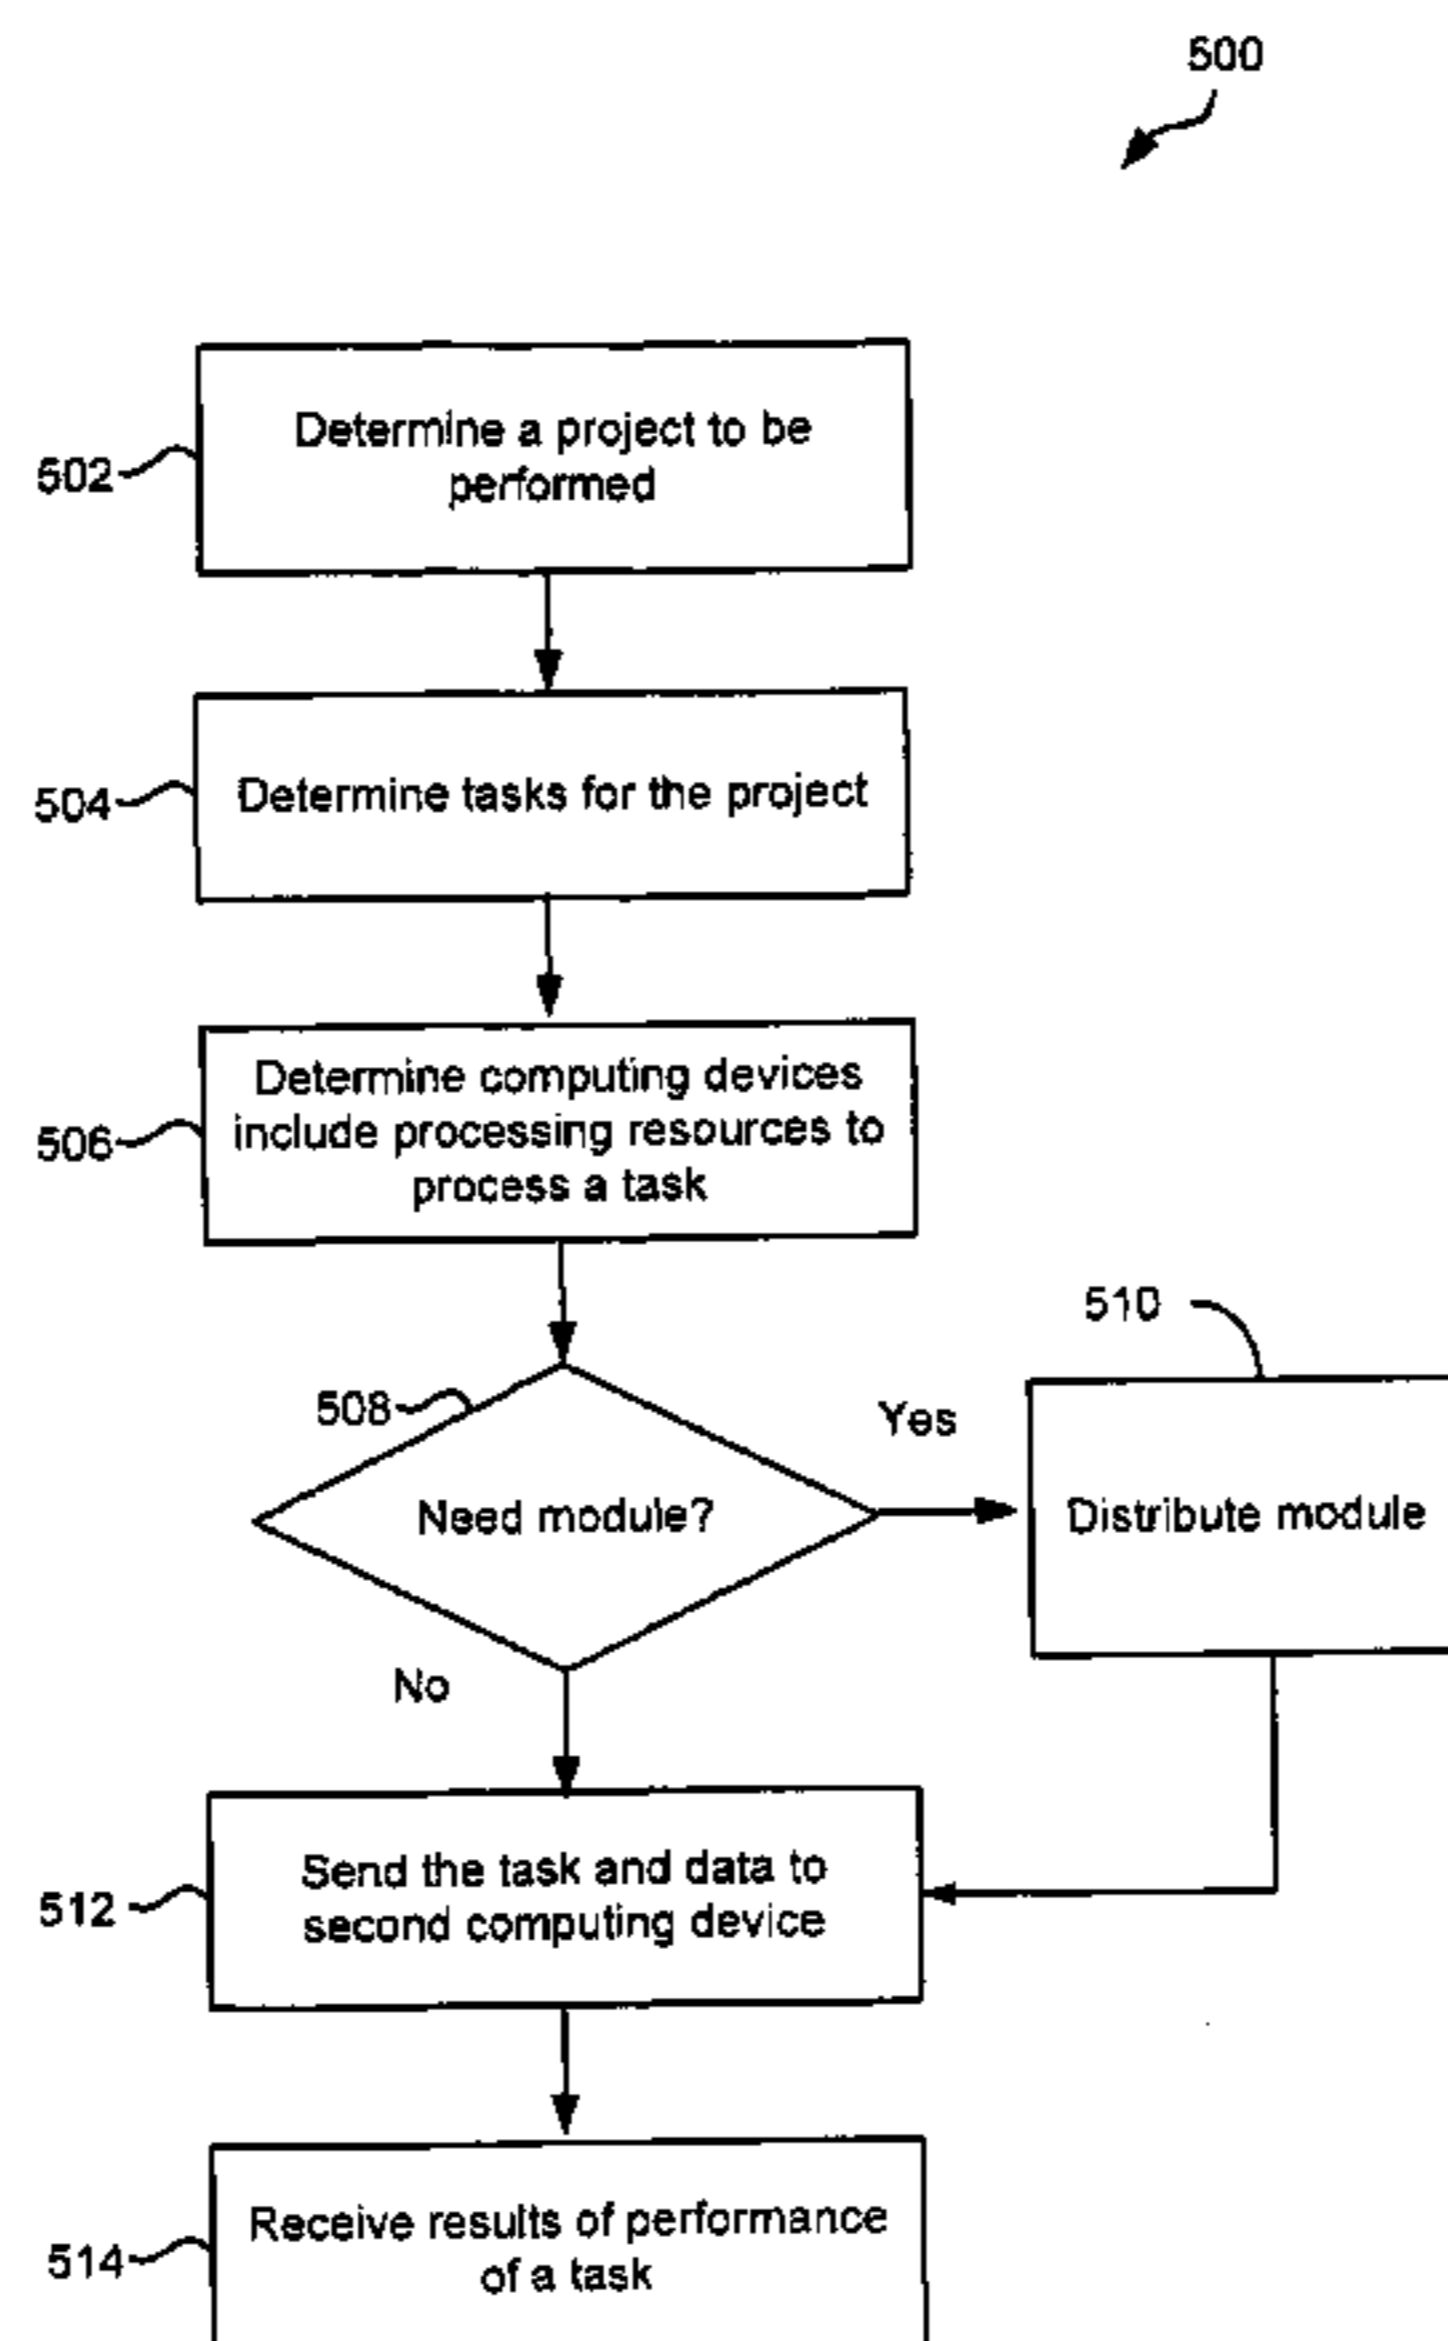 500
Determine a project to be
performed
502
Determine tasks for the project
504
Determine computing devices
include processing resources to
process a task
506
508
Need module?
Yes
510
Distribute module
No
Send the task and data to
second computing device
512
Receive results of performance
of a task
514